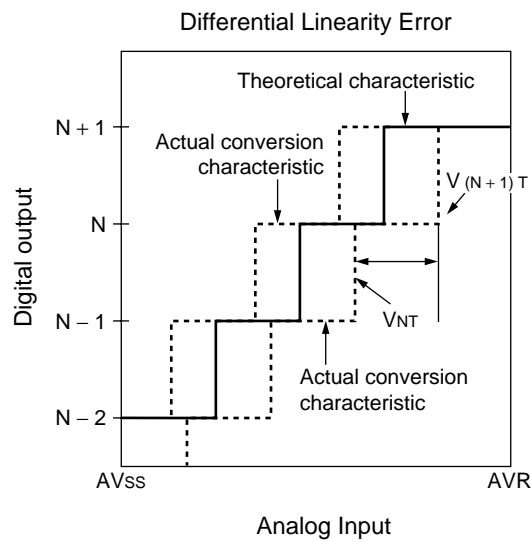 Differential Linearity Error
Theoretical characteristic
N + 1
Actual conversion
characteristic
V (N + 1) T
N
Digital output
N − 1
VNT
Actual conversion
characteristic
N − 2
AVSS
AVR
Analog Input